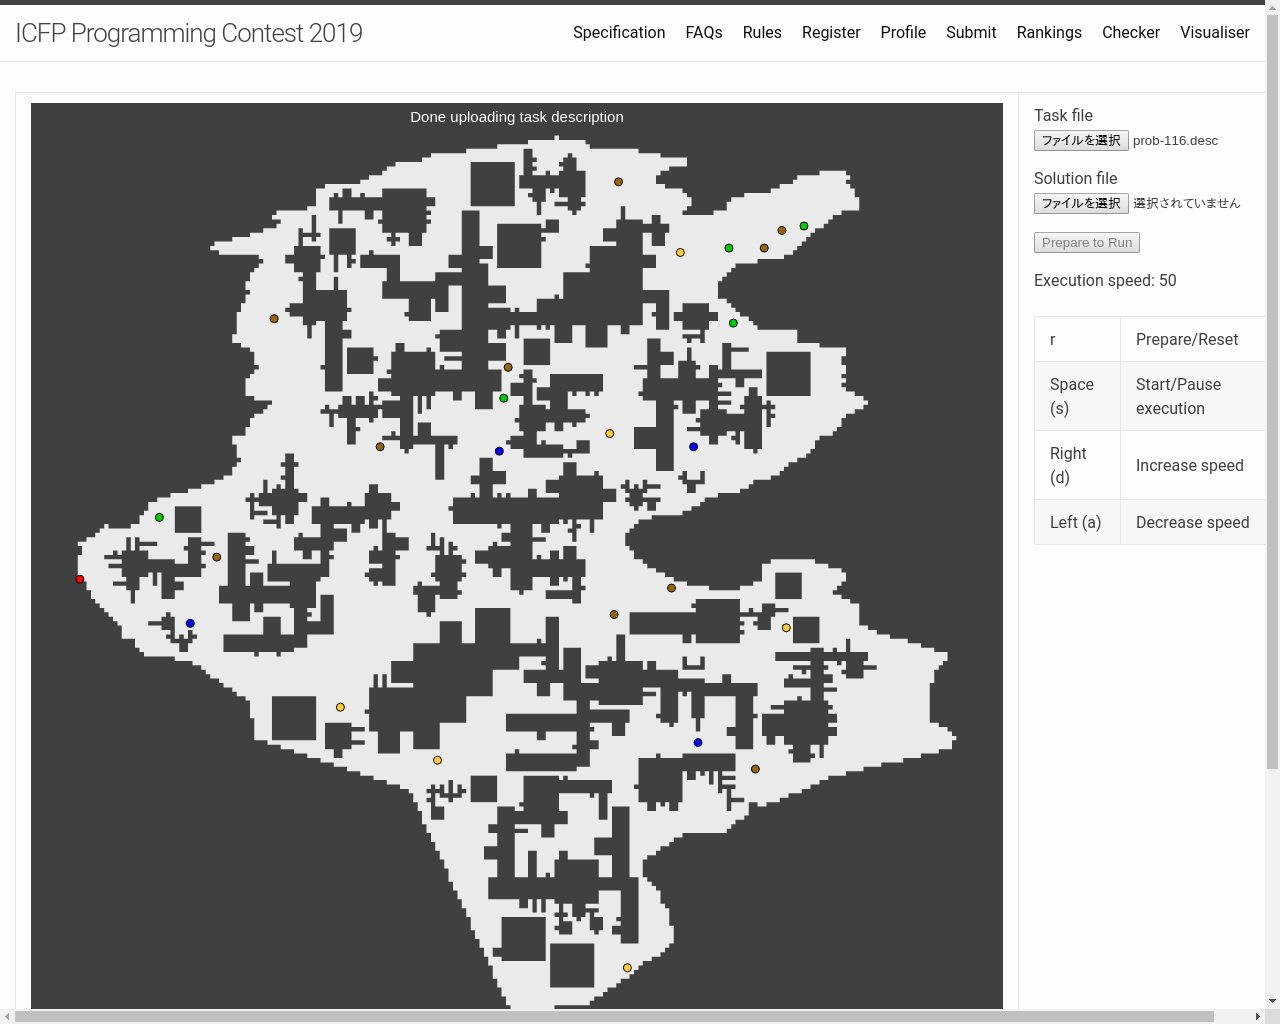 ICFP Programming Contest 2019
Specification FAQs Rules Register Profile Submit Rankings Checker Visualiser
Done uploading task description
Task file
ファイルを選択 prob-116.desc
Solution file
ファイルを選択 選択されていません
Prepare to Run
Execution speed: 50
r Prepare/Reset
Space (s) Start/Pause execution
Right (d) Increase speed
Left (a) Decrease speed